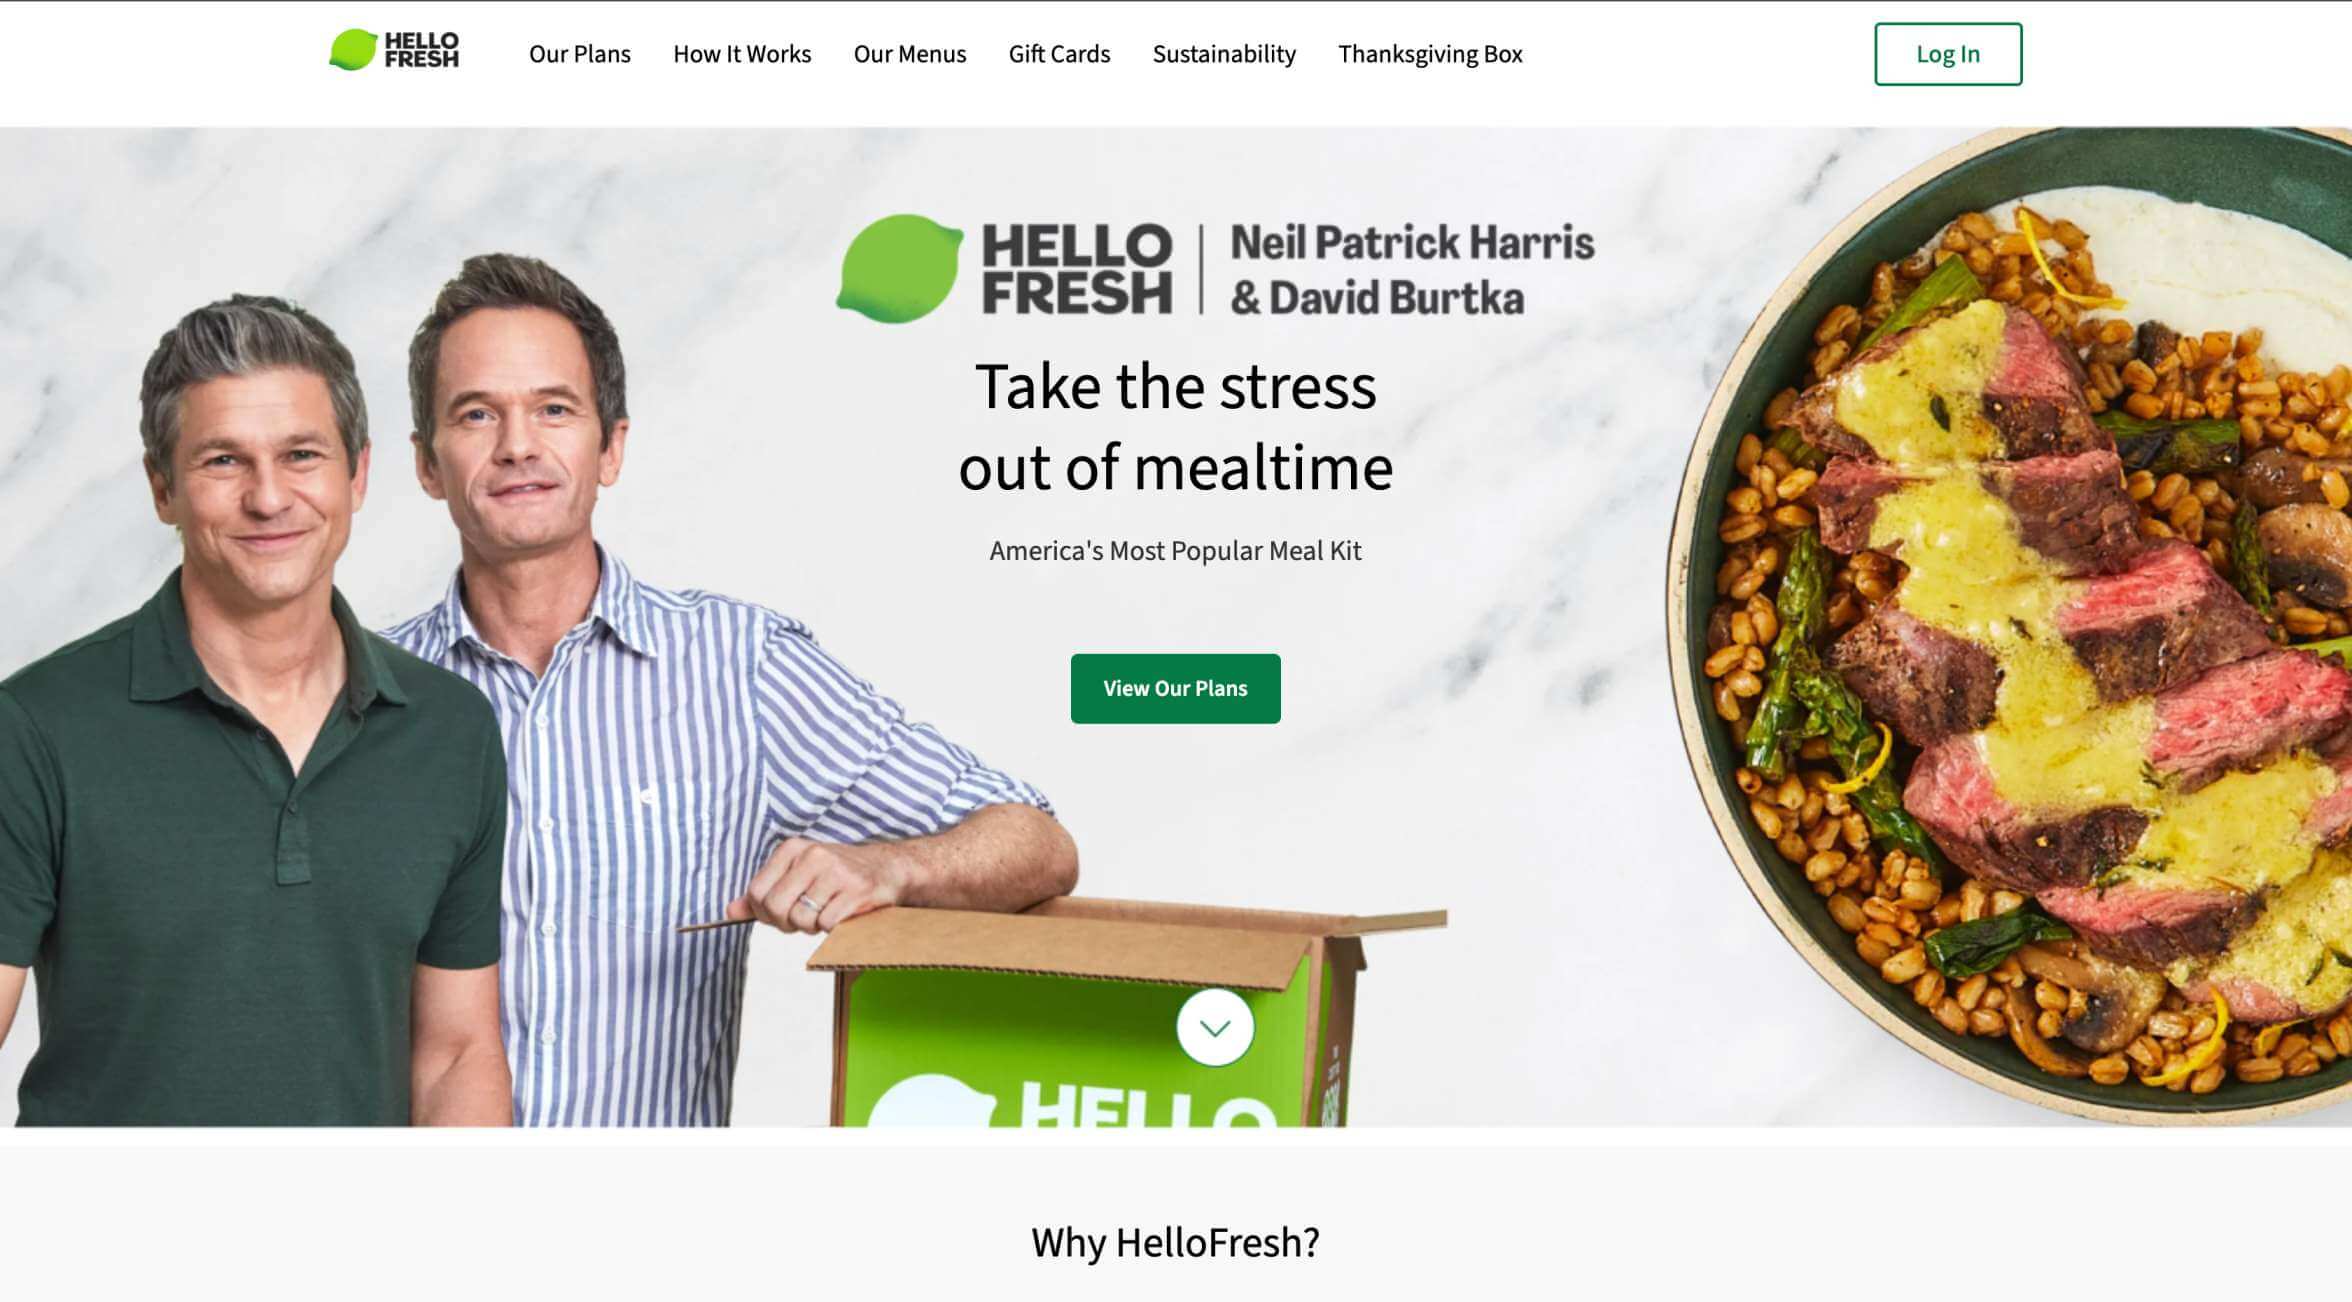 HELLO
FRESH
Our Plans
How It Works
Our Menus
Gift Cards
Sustainability
Thanksgiving Box
Log In
HELLO
FRESH
Neil Patrick Harris
& David Burtka
Take the stress
out of mealtime
America's Most Popular Meal Kit
View Our Plans
HELLO
Why HelloFresh?